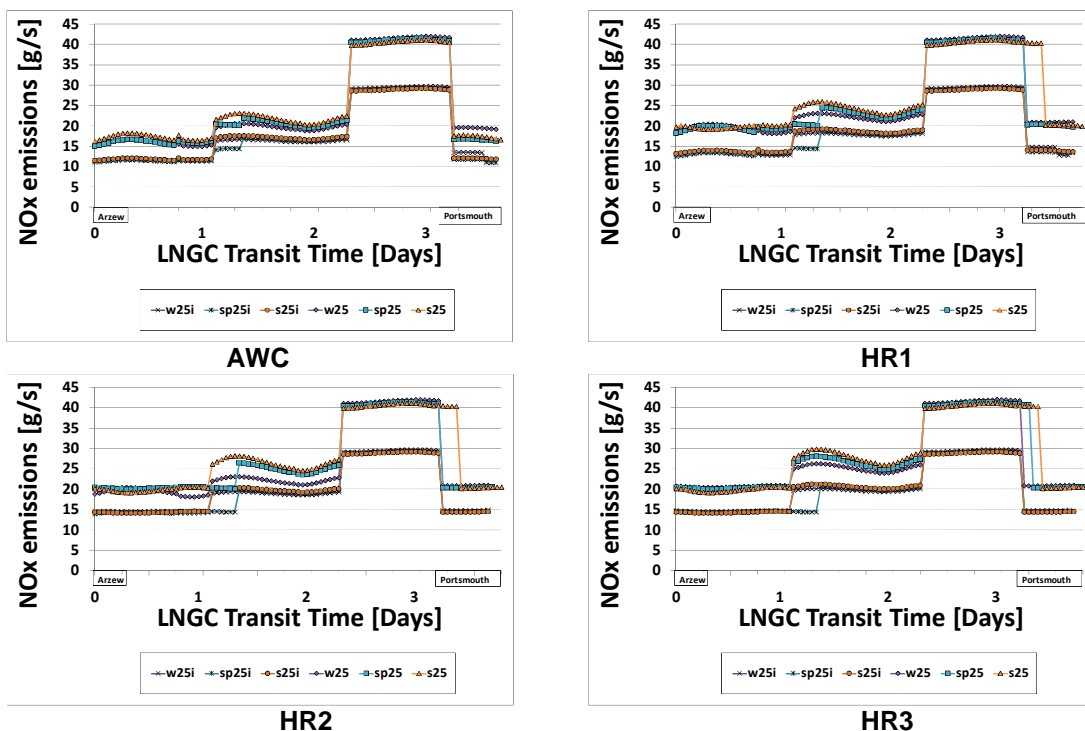 NOx emissions [g/s]
45
40
35
30
25
20
15
10
5
0
Arzew
Portsmouth
0 1 2 3
LNGC Transit Time [Days]
w25i sp25i s25i w25 sp25 s25
AWC
NOx emissions [g/s]
45
40
35
30
25
20
15
10
5
0
Arzew
Portsmouth
0 1 2 3
LNGC Transit Time [Days]
w25i sp25i s25i w25 sp25 s25
HR1
NOx emissions [g/s]
45
40
35
30
25
20
15
10
5
0
Arzew
Portsmouth
0 1 2 3
LNGC Transit Time [Days]
w25i sp25i s25i w25 sp25 s25
HR2
NOx emissions [g/s]
45
40
35
30
25
20
15
10
5
0
Arzew
Portsmouth
0 1 2 3
LNGC Transit Time [Days]
w25i sp25i s25i w25 sp25 s25
HR3